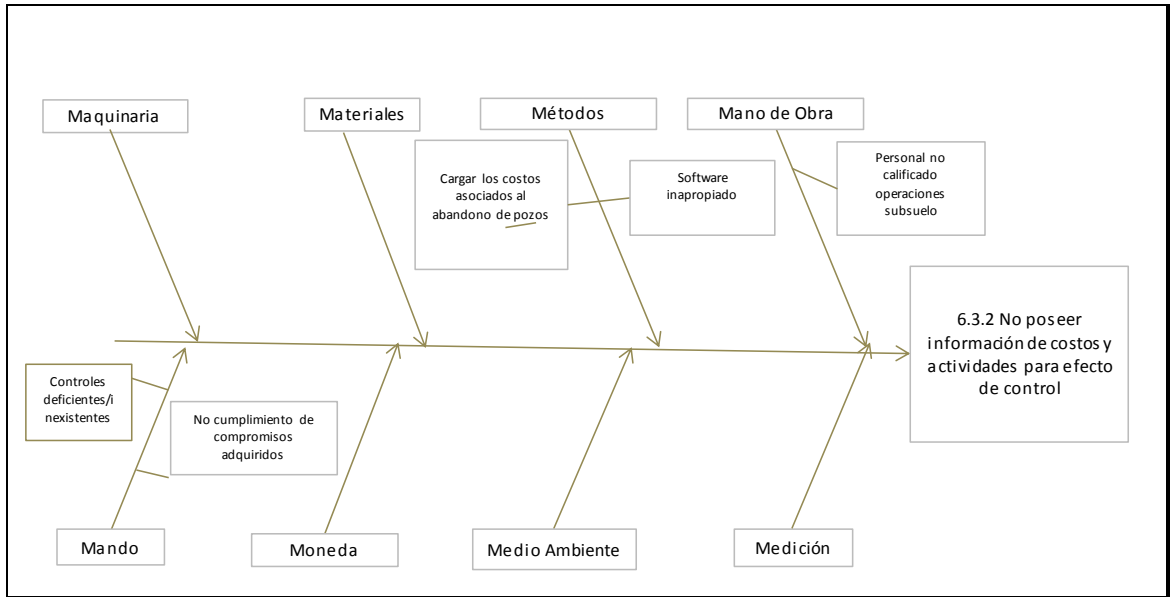 Maquinaria
Materiales
Métodos
Mano de Obra
Cargar los costos
asociados al
abandono de pozos
Software
inapropiado
Personal no
calificado
operaciones
subsuelo
6.3.2 No poseer
información de costos y
actividades para efecto
de control
Controles
deficientes/i
nexistentes
No cumplimiento de
compromisos
adquiridos
Mando
Moneda
Medio Ambiente
Medición